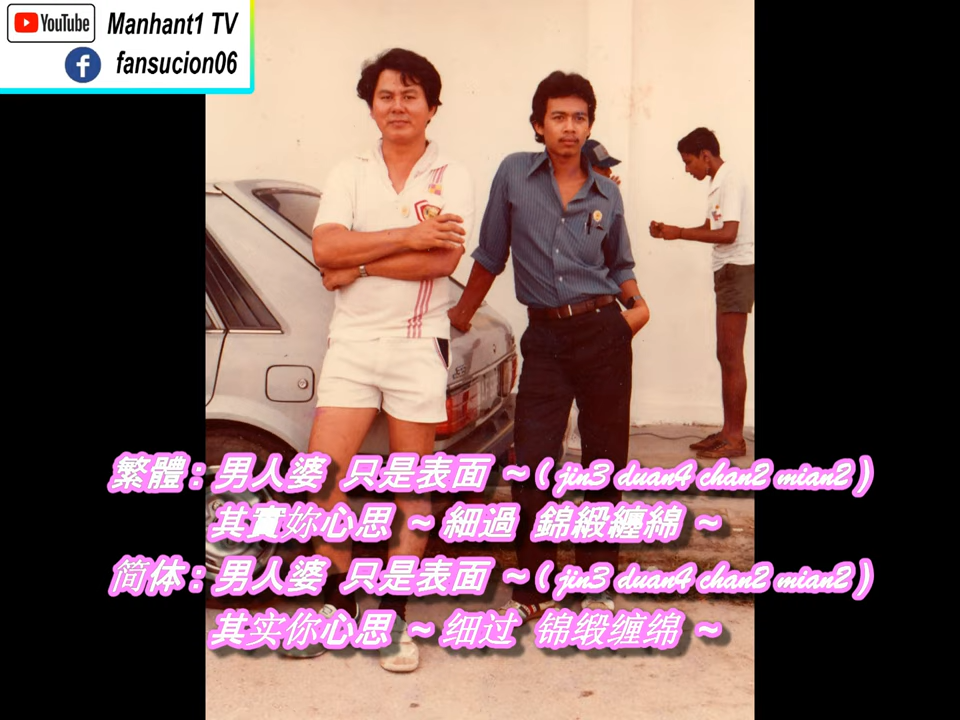 YouTube Manhant1 TV
fansucion06
繁體 : 男人婆 只是表面 ~ ( jin3 duan4 chan2 mian2 )
其實妳心思 ~ 細過 錦緞纏綿 ~
简体 : 男人婆 只是表面 ~ ( jin3 duan4 chan2 mian2 )
其实你心思 ~ 细过 锦缎缠绵 ~